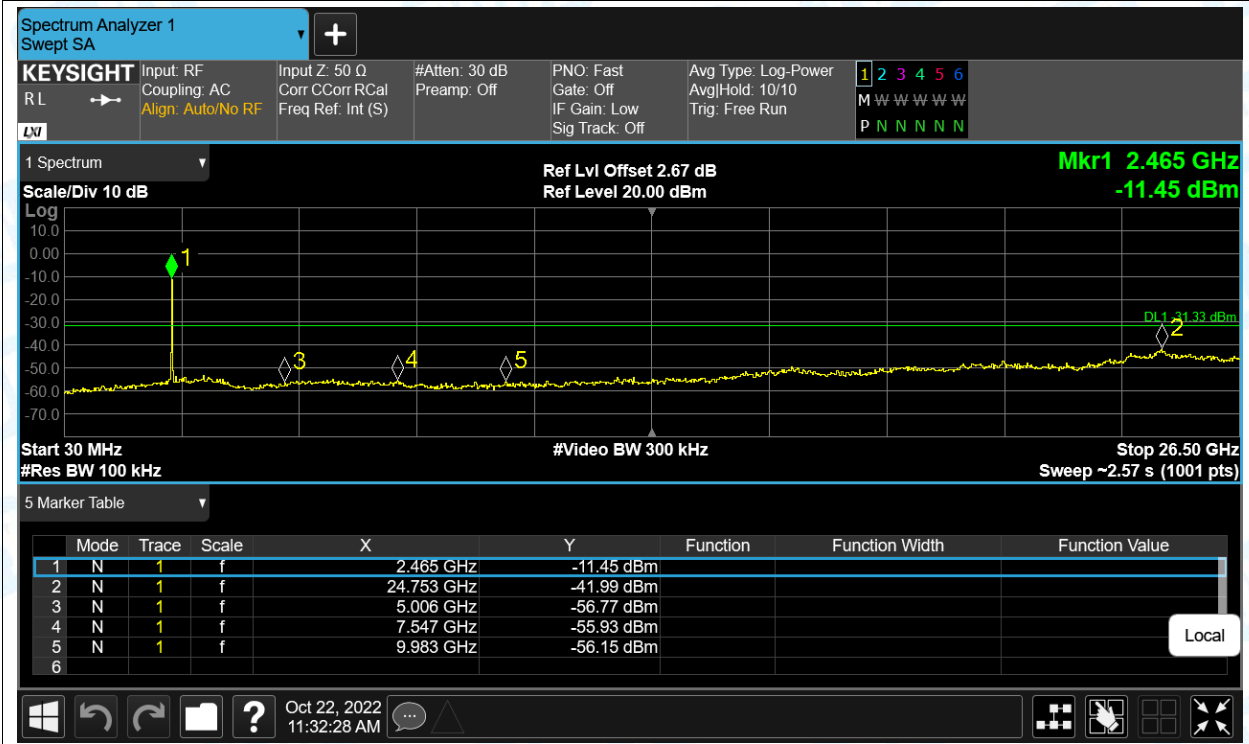 Spectrum Analyzer 1
Swept SA
+
KEYSIGHT
R L
LXI
Input: RF
Coupling: AC
Align: Auto/No RF
Input Z: 50 Ω
Corr CCorr RCal
Freq Ref: Int (S)
#Atten: 30 dB
Preamp: Off
PNO: Fast
Gate: Off
IF Gain: Low
Sig Track: Off
Avg Type: Log-Power
Avg|Hold: 10/10
Trig: Free Run
1 2 3 4 5 6
M W W W W W
P N N N N N
1 Spectrum
Scale/Div 10 dB
Ref Lvl Offset 2.67 dB
Ref Level 20.00 dBm
Mkr1 2.465 GHz
-11.45 dBm
Log
10.0
0.00
-10.0
-20.0
-30.0
-40.0
-50.0
-60.0
-70.0
1
3
4
5
DL1 -31.33 dBm
2
Start 30 MHz
#Res BW 100 kHz
#Video BW 300 kHz
Stop 26.50 GHz
Sweep ~2.57 s (1001 pts)
5 Marker Table
Mode Trace Scale X Y Function Function Width Function Value
1 N 1 f 2.465 GHz -11.45 dBm
2 N 1 f 24.753 GHz -41.99 dBm
3 N 1 f 5.006 GHz -56.77 dBm
4 N 1 f 7.547 GHz -55.93 dBm
5 N 1 f 9.983 GHz -56.15 dBm
6
Local
?
Oct 22, 2022
11:32:28 AM